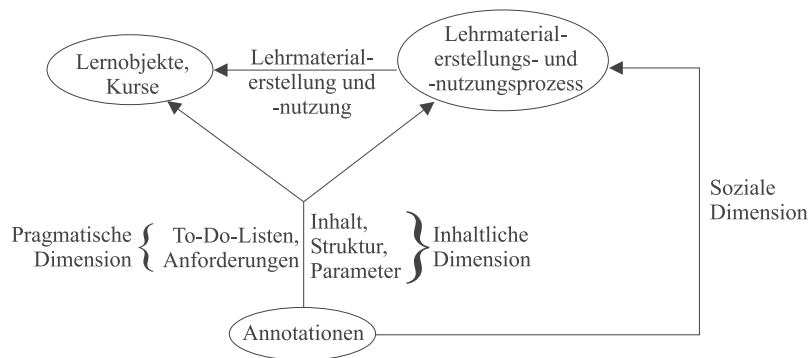 Lernobjekte,
Kurse
Lehrmaterial-
erstellung und
-nutzung
Lehrmaterial-
erstellungs- und
-nutzungsprozess
Soziale
Dimension
Pragmatische
Dimension
To-Do-Listen,
Anforderungen
Inhalt,
Struktur,
Parameter
Inhaltliche
Dimension
Annotationen